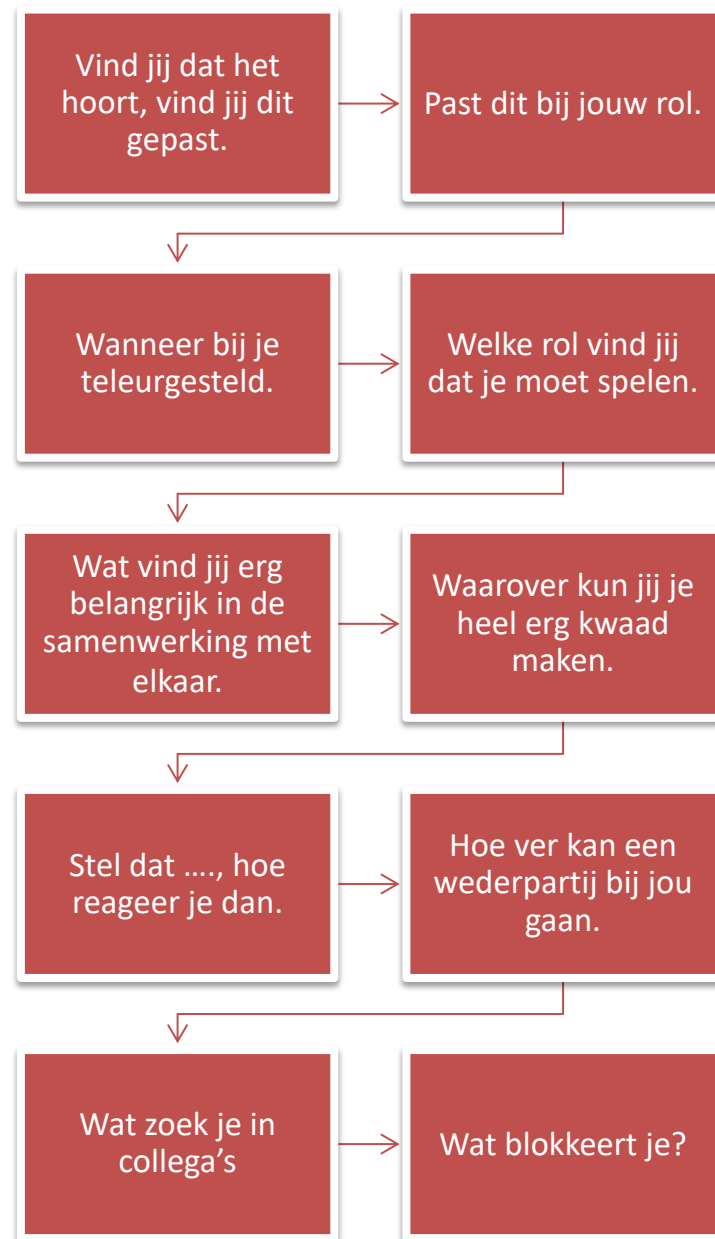 Vind jij dat het
hoort, vind jij dit
gepast.
Past dit bij jouw rol.
Wanneer bij je
teleurgesteld.
Welke rol vind jij
dat je moet spelen.
Wat vind jij erg
belangrijk in de
samenwerking met
elkaar.
Waarover kun jij je
heel erg kwaad
maken.
Stel dat …., hoe
reageer je dan.
Hoe ver kan een
wederpartij bij jou
gaan.
Wat zoek je in
collega’s
Wat blokkeert je?